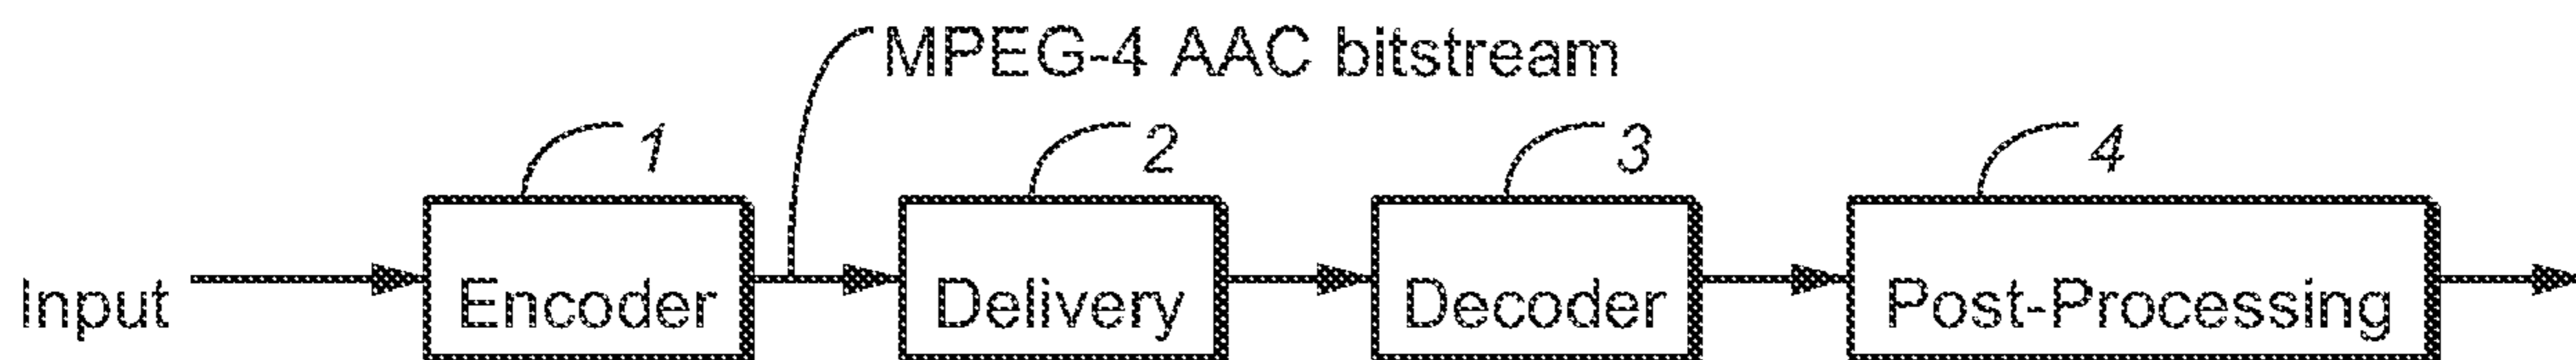 MPEG-4 AAC bitstream
1 2 3 4
Input Encoder Delivery Decoder Post-Processing